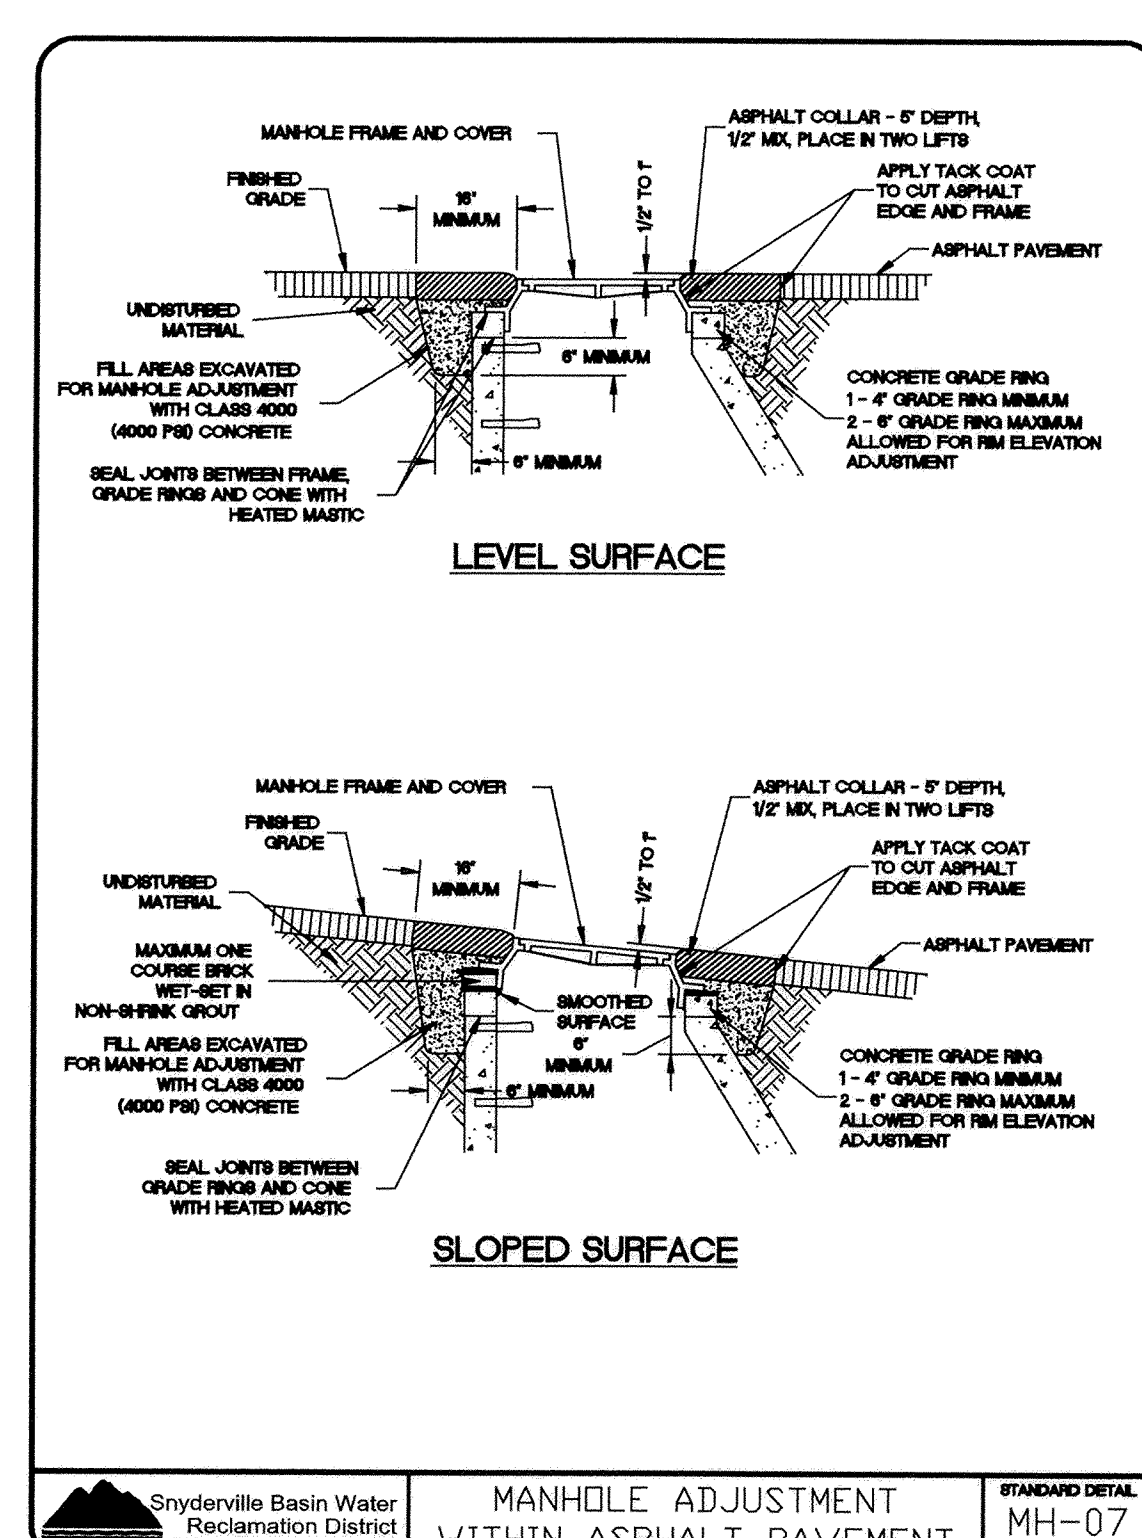 MANHOLE FRAME AND COVER
ASPHALT COLLAR - 5" DEPTH,
1/2" MIX, PLACE IN TWO LIFTS
FINISHED
GRADE
16"
MINIMUM
1/2" TO 1"
APPLY TACK COAT
TO CUT ASPHALT
EDGE AND FRAME
ASPHALT PAVEMENT
UNDISTURBED
MATERIAL
6" MINIMUM
FILL AREAS EXCAVATED
FOR MANHOLE ADJUSTMENT
WITH CLASS 4000
(4000 PSI) CONCRETE
CONCRETE GRADE RING
1 - 4" GRADE RING MINIMUM
2 - 6" GRADE RING MAXIMUM
ALLOWED FOR RIM ELEVATION
ADJUSTMENT
6" MINIMUM
SEAL JOINTS BETWEEN FRAME,
GRADE RINGS AND CONE WITH
HEATED MASTIC
LEVEL SURFACE
MANHOLE FRAME AND COVER
ASPHALT COLLAR - 5" DEPTH,
1/2" MIX, PLACE IN TWO LIFTS
FINISHED
GRADE
16"
MINIMUM
1/2" TO 1"
APPLY TACK COAT
TO CUT ASPHALT
EDGE AND FRAME
UNDISTURBED
MATERIAL
ASPHALT PAVEMENT
MAXIMUM ONE
COURSE BRICK
WET-SET IN
NON-SHRINK GROUT
SMOOTHED
SURFACE
6"
MINIMUM
FILL AREAS EXCAVATED
FOR MANHOLE ADJUSTMENT
WITH CLASS 4000
(4000 PSI) CONCRETE
6" MINIMUM
CONCRETE GRADE RING
1 - 4" GRADE RING MINIMUM
2 - 6" GRADE RING MAXIMUM
ALLOWED FOR RIM ELEVATION
ADJUSTMENT
SEAL JOINTS BETWEEN
GRADE RINGS AND CONE
WITH HEATED MASTIC
SLOPED SURFACE
Snyderville Basin Water
Reclamation District
MANHOLE ADJUSTMENT
WITHIN ASPHALT PAVEMENT
STANDARD DETAIL
MH-07